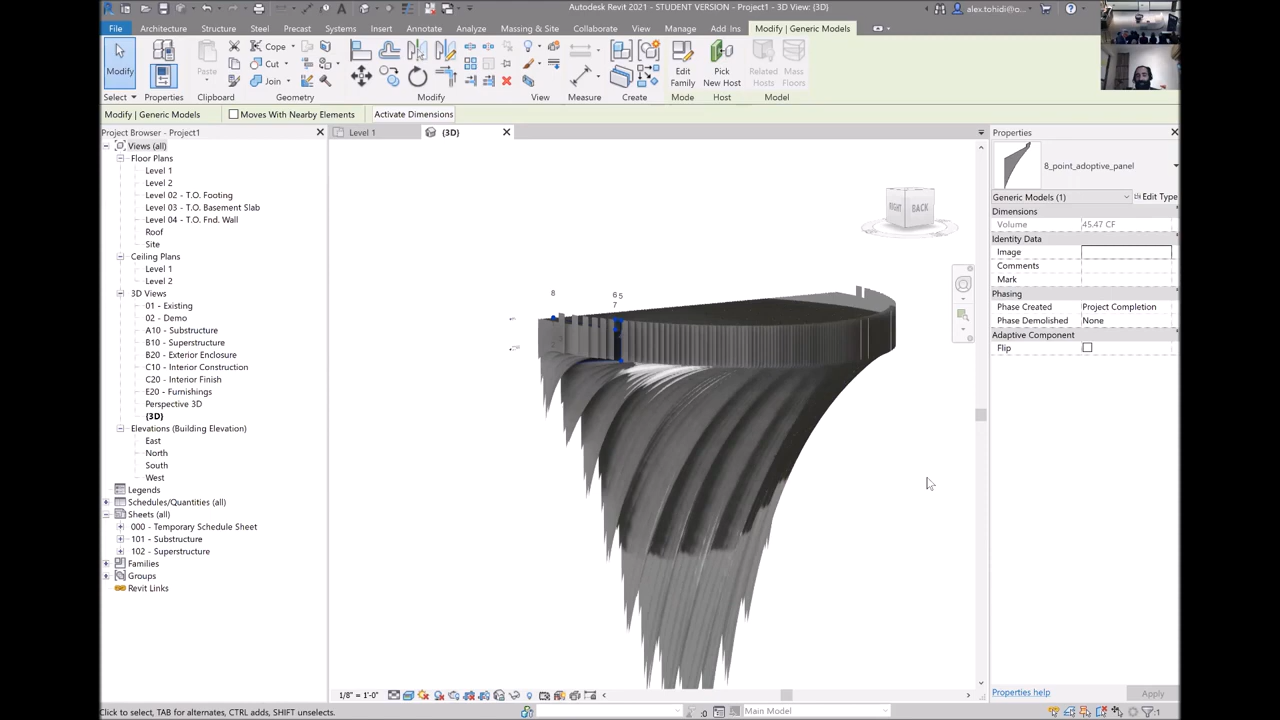 Autodesk Revit 2021 - STUDENT VERSION - Project1 - 3D View: {3D}
alex.tohidi@o...
File Architecture Structure Steel Precast Systems Insert Annotate Analyze Massing & Site Collaborate View Manage Add Ins Modify | Generic Models
Modify Paste Cope Cut Join Edit Family Pick New Host Related Hosts Mass Floors
Select Properties Clipboard Geometry Modify View Measure Create Mode Host Model
Modify | Generic Models Moves With Nearby Elements Activate Dimensions
Project Browser - Project1
Views (all)
Floor Plans
Level 1
Level 2
Level 02 - T.O. Footing
Level 03 - T.O. Basement Slab
Level 04 - T.O. Fnd. Wall
Roof
Site
Ceiling Plans
Level 1
Level 2
3D Views
01 - Existing
02 - Demo
A10 - Substructure
B10 - Superstructure
B20 - Exterior Enclosure
C10 - Interior Construction
C20 - Interior Finish
E20 - Furnishings
Perspective 3D
{3D}
Elevations (Building Elevation)
East
North
South
West
Legends
Schedules/Quantities (all)
Sheets (all)
000 - Temporary Schedule Sheet
101 - Substructure
102 - Superstructure
Families
Groups
Revit Links
Level 1 {3D}
RIGHT BACK
8 6 5
7
1/8" = 1'-0"
Properties
8_point_adoptive_panel
Generic Models (1) Edit Type
Dimensions
Volume 45.47 CF
Identity Data
Image
Comments
Mark
Phasing
Phase Created Project Completion
Phase Demolished None
Adaptive Component
Flip
Properties help Apply
Click to select, TAB for alternates, CTRL adds, SHIFT unselects. :0 Main Model :1